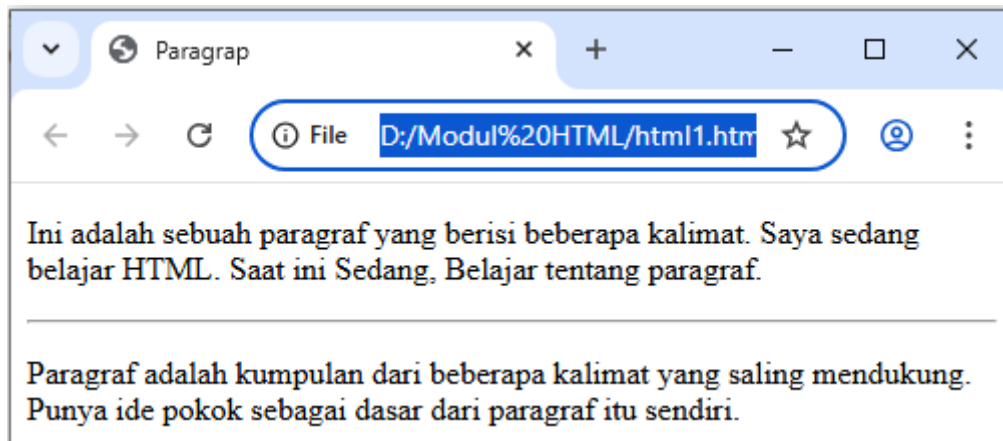 Paragrap
File D:/Modul%20HTML/html1.htm
Ini adalah sebuah paragraf yang berisi beberapa kalimat. Saya sedang
belajar HTML. Saat ini Sedang, Belajar tentang paragraf.
Paragraf adalah kumpulan dari beberapa kalimat yang saling mendukung.
Punya ide pokok sebagai dasar dari paragraf itu sendiri.